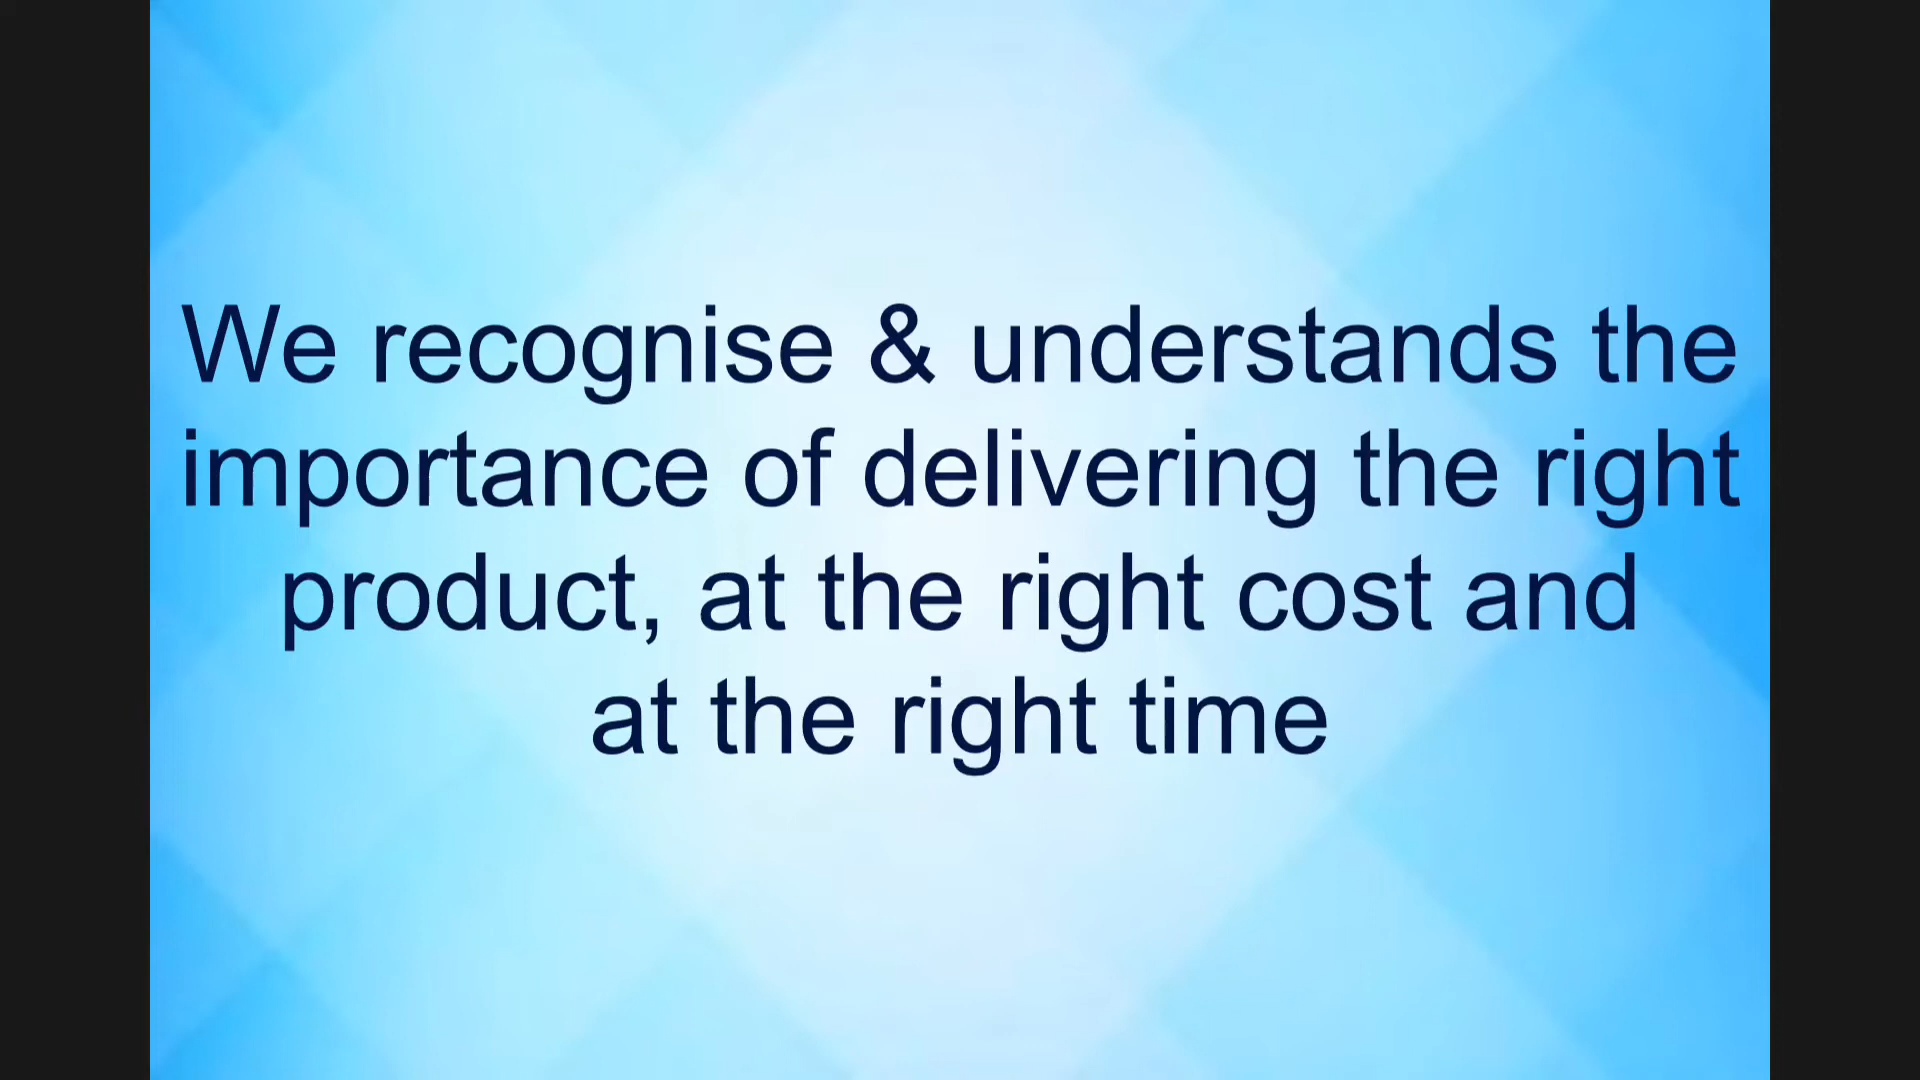 We recognise & understands the
importance of delivering the right
product, at the right cost and
at the right time